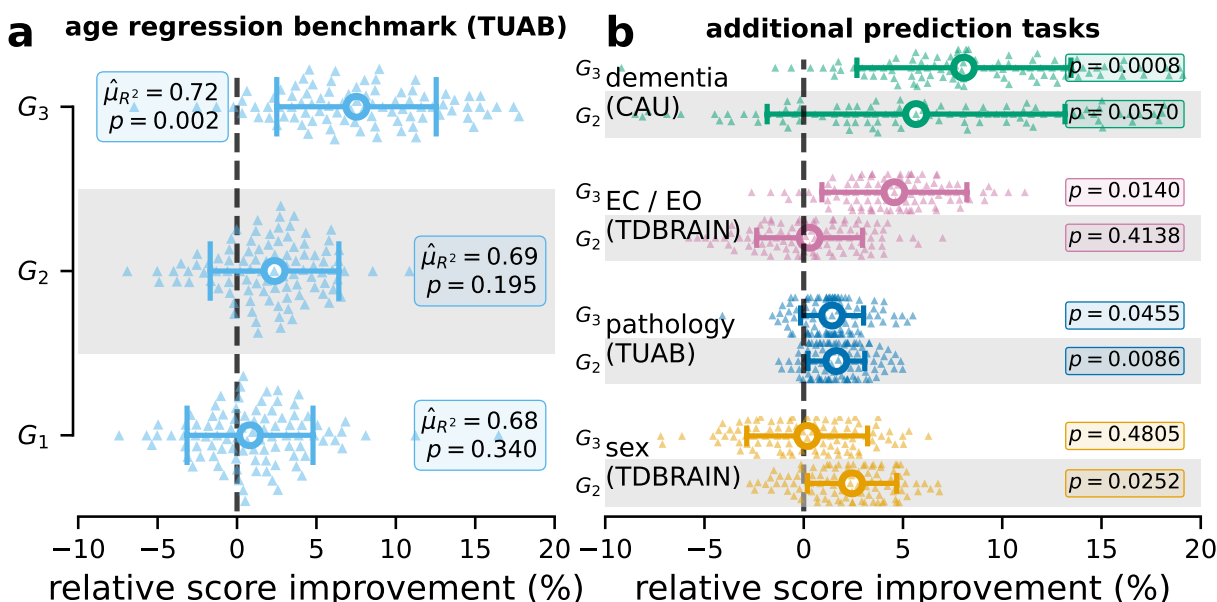 a
age regression benchmark (TUAB)
G₃
μ̂_R² = 0.72
p = 0.002
G₂
μ̂_R² = 0.69
p = 0.195
G₁
μ̂_R² = 0.68
p = 0.340
−10 −5 0 5 10 15 20
relative score improvement (%)
b
additional prediction tasks
G₃ p = 0.0008
dementia
(CAU)
G₂ p = 0.0570
G₃ p = 0.0140
EC / EO
(TDBRAIN)
G₂ p = 0.4138
G₃ p = 0.0455
pathology
(TUAB)
G₂ p = 0.0086
G₃ p = 0.4805
sex
(TDBRAIN)
G₂ p = 0.0252
−10 −5 0 5 10 15 20
relative score improvement (%)